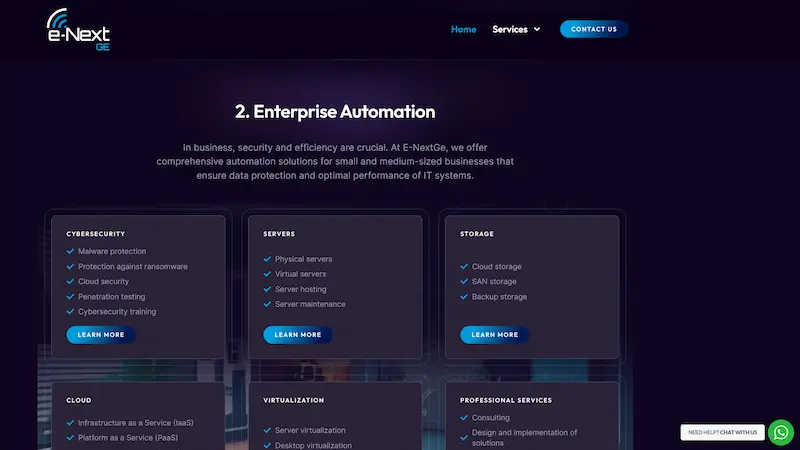 e-Next
GE
Home
Services
CONTACT US
2. Enterprise Automation
In business, security and efficiency are crucial. At E-NextGe, we offer
comprehensive automation solutions for small and medium-sized businesses that
ensure data protection and optimal performance of IT systems.
CYBERSECURITY
Malware protection
Protection against ransomware
Cloud security
Penetration testing
Cybersecurity training
LEARN MORE
SERVERS
Physical servers
Virtual servers
Server hosting
Server maintenance
LEARN MORE
STORAGE
Cloud storage
SAN storage
Backup storage
LEARN MORE
CLOUD
Infrastructure as a Service (IaaS)
Platform as a Service (PaaS)
VIRTUALIZATION
Server virtualization
Desktop virtualization
PROFESSIONAL SERVICES
Consulting
Design and implementation of
solutions
NEED HELP? CHAT WITH US